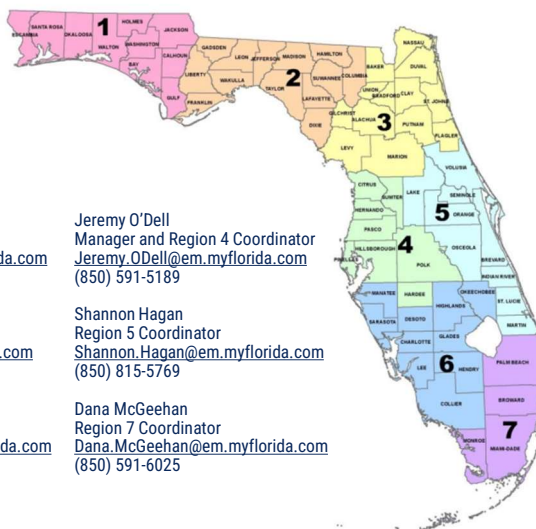 HOLMES
JACKSON
SANTA ROSA
OKALOOSA
1
ESCAMBIA
WALTON
WASHINGTON
BAY
CALHOUN
GULF
GADSDEN
LIBERTY
FRANKLIN
LEON
WAKULLA
JEFFERSON
MADISON
HAMILTON
TAYLOR
2
SUWANNEE
COLUMBIA
LAFAYETTE
DIXIE
NASSAU
BAKER
DUVAL
UNION
BRADFORD
CLAY
ST. JOHNS
GILCHRIST
ALACHUA
3
PUTNAM
FLAGLER
LEVY
MARION
VOLUSIA
CITRUS
SUMTER
LAKE
SEMINOLE
HERNANDO
5
ORANGE
PASCO
HILLSBOROUGH
4
OSCEOLA
BREVARD
PINELLAS
POLK
INDIAN RIVER
MANATEE
HARDEE
HIGHLANDS
OKEECHOBEE
ST. LUCIE
SARASOTA
DESOTO
MARTIN
CHARLOTTE
GLADES
LEE
6
HENDRY
PALM BEACH
COLLIER
BROWARD
MONROE
7
MIAMI-DADE
Jeremy O’Dell
Manager and Region 4 Coordinator
Jeremy.ODell@em.myflorida.com
(850) 591-5189
Shannon Hagan
Region 5 Coordinator
Shannon.Hagan@em.myflorida.com
(850) 815-5769
Dana McGeehan
Region 7 Coordinator
Dana.McGeehan@em.myflorida.com
(850) 591-6025
da.com
.com
da.com